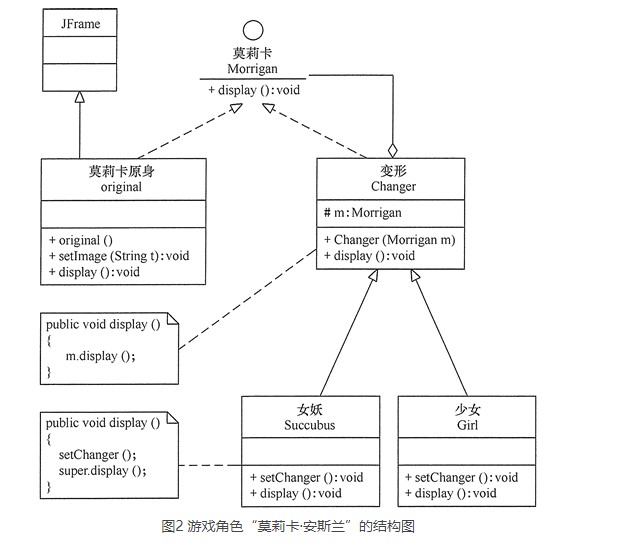 JFrame
莫莉卡
Morrigan
+ display ():void
莫莉卡原身
original
+ original ()
+ setImage (String t):void
+ display ():void
变形
Changer
# m:Morrigan
+ Changer (Morrigan m)
+ display ():void
public void display ()
{
m.display ();
}
public void display ()
{
setChanger ();
super.display ();
}
女妖
Succubus
+ setChanger ():void
+ display ():void
少女
Girl
+ setChanger ():void
+ display ():void
图2 游戏角色“莫莉卡·安斯兰”的结构图